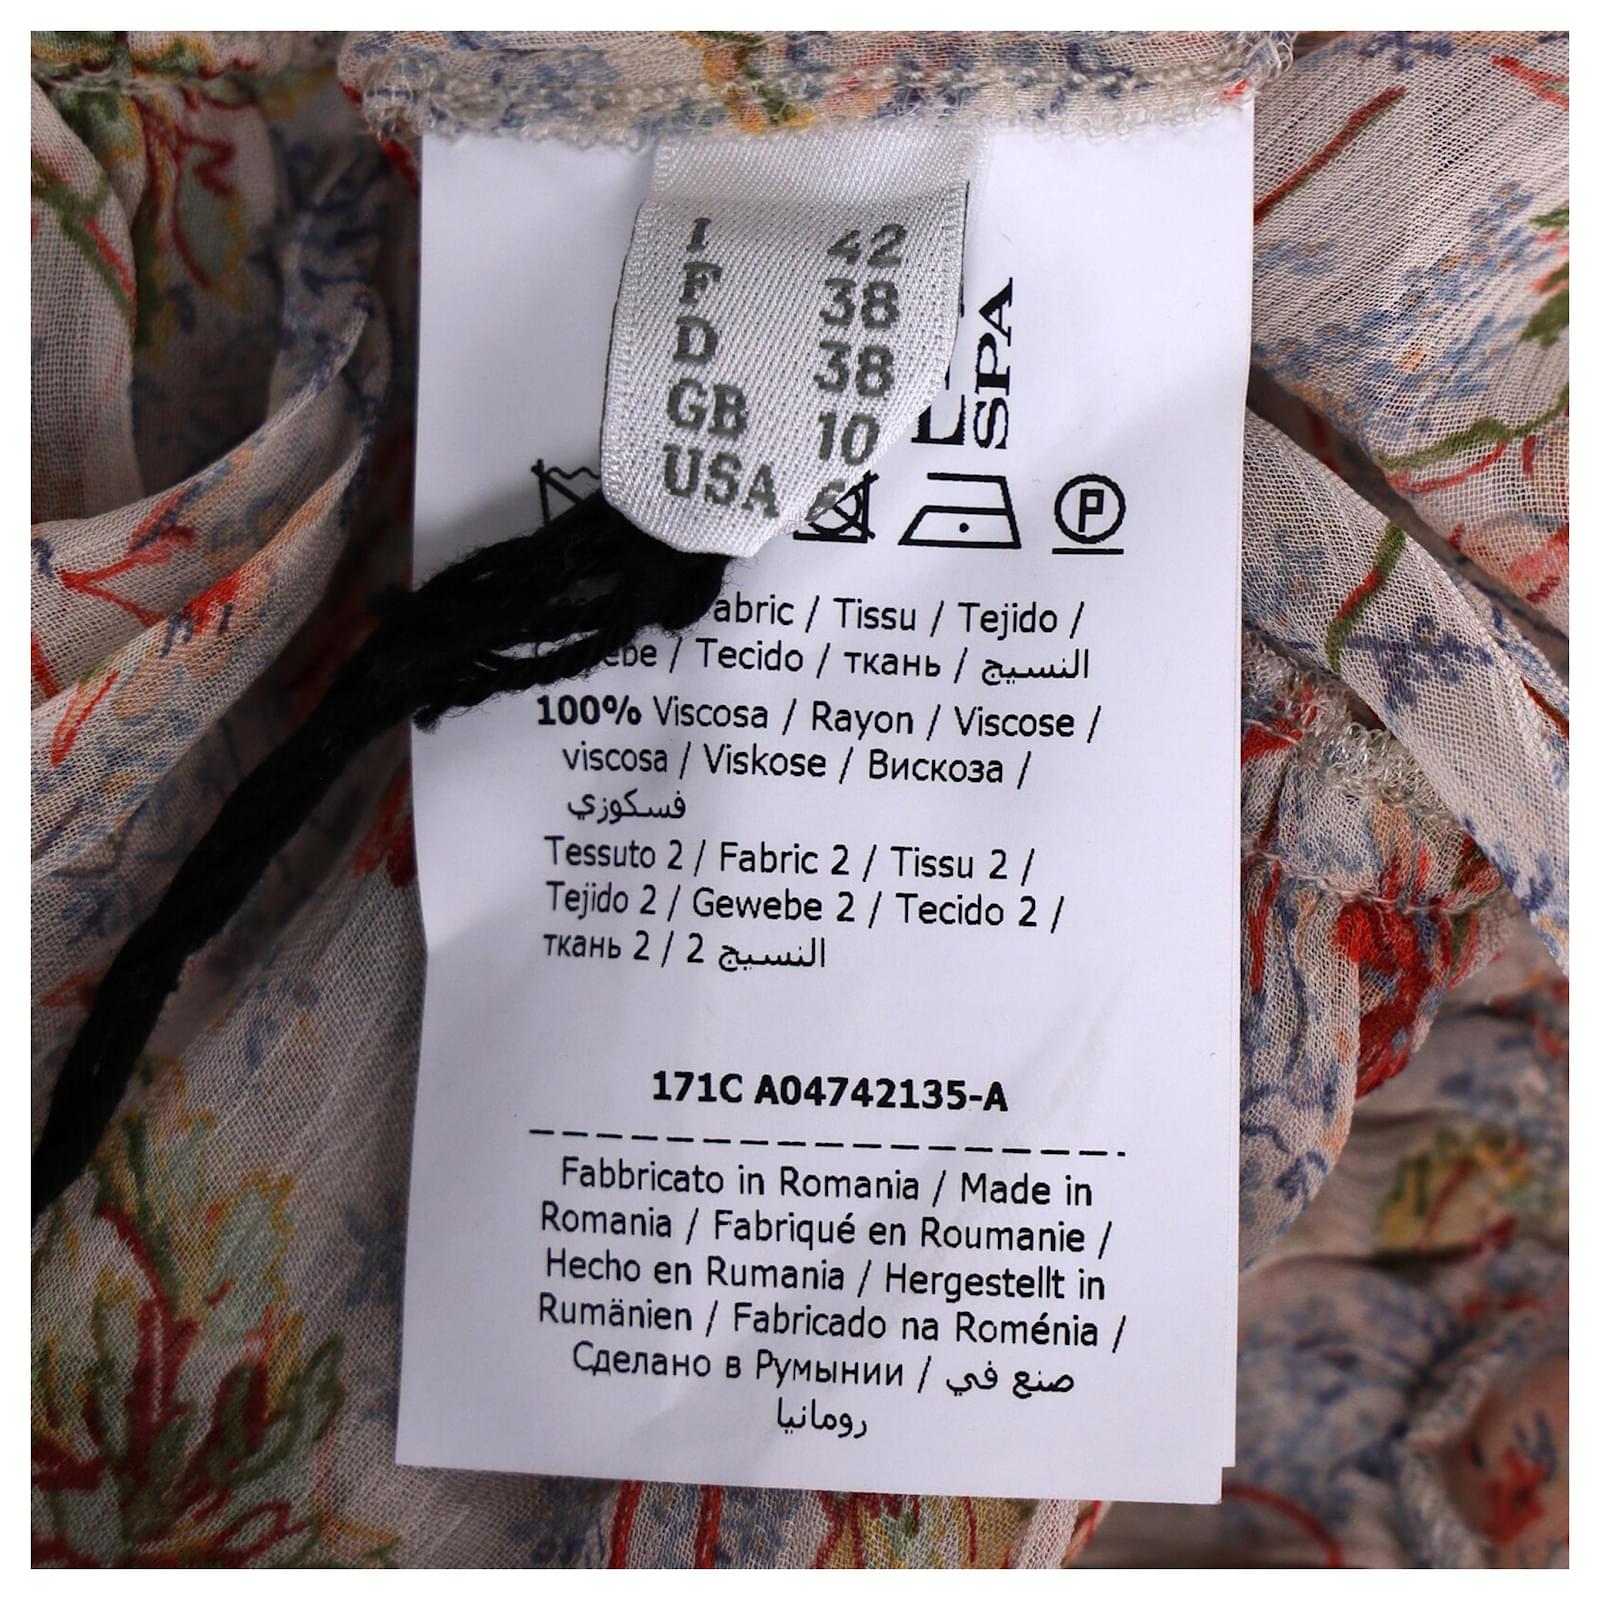 I 42
F 38
D 38
GB 10
USA
SPA
P
/ Tissu / Tejido /
/ Tecido / ткань / النسيج
100% Viscosa / Rayon / Viscose /
viscosa / Viskose / Вискоза /
فسكوزي
Tessuto 2 / Fabric 2 / Tissu 2 /
Tejido 2 / Gewebe 2 / Tecido 2 /
ткань 2 / النسيج 2
171C A04742135-A
Fabbricato in Romania / Made in
Romania / Fabriqué en Roumanie /
Hecho en Rumania / Hergestellt in
Rumänien / Fabricado na Roménia /
Сделано в Румынии / صنع في
رومانيا